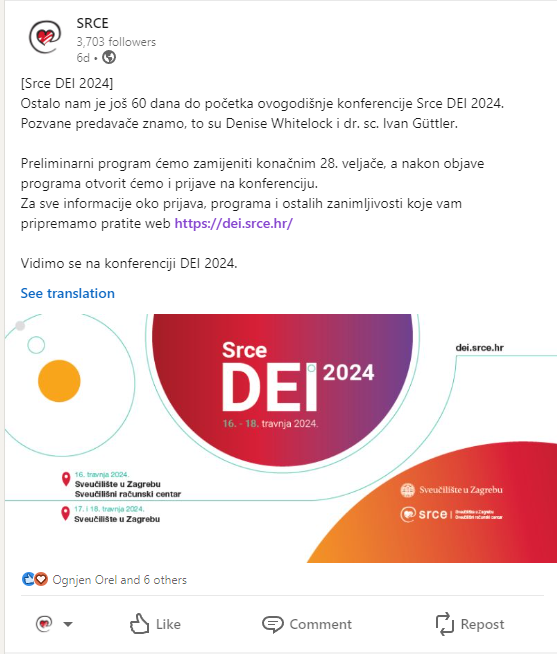 SRCE
3,703 followers
6d •
[Srce DEI 2024]
Ostalo nam je još 60 dana do početka ovogodišnje konferencije Srce DEI 2024.
Pozvane predavače znamo, to su Denise Whitelock i dr. sc. Ivan Güttler.
Preliminarni program ćemo zamijeniti konačnim 28. veljače, a nakon objave
programa otvorit ćemo i prijave na konferenciju.
Za sve informacije oko prijava, programa i ostalih zanimljivosti koje vam
pripremamo pratite web https://dei.srce.hr/
Vidimo se na konferenciji DEI 2024.
See translation
dei.srce.hr
Srce
DEI 2024
16. - 18. travnja 2024.
16. travnja 2024.
Sveučilište u Zagrebu
Sveučilišni računski centar
17. i 18. travnja 2024.
Sveučilište u Zagrebu
Sveučilište u Zagrebu
srce
Sveučilište u Zagrebu
Sveučilišni računski centar
Ognjen Orel and 6 others
Like
Comment
Repost